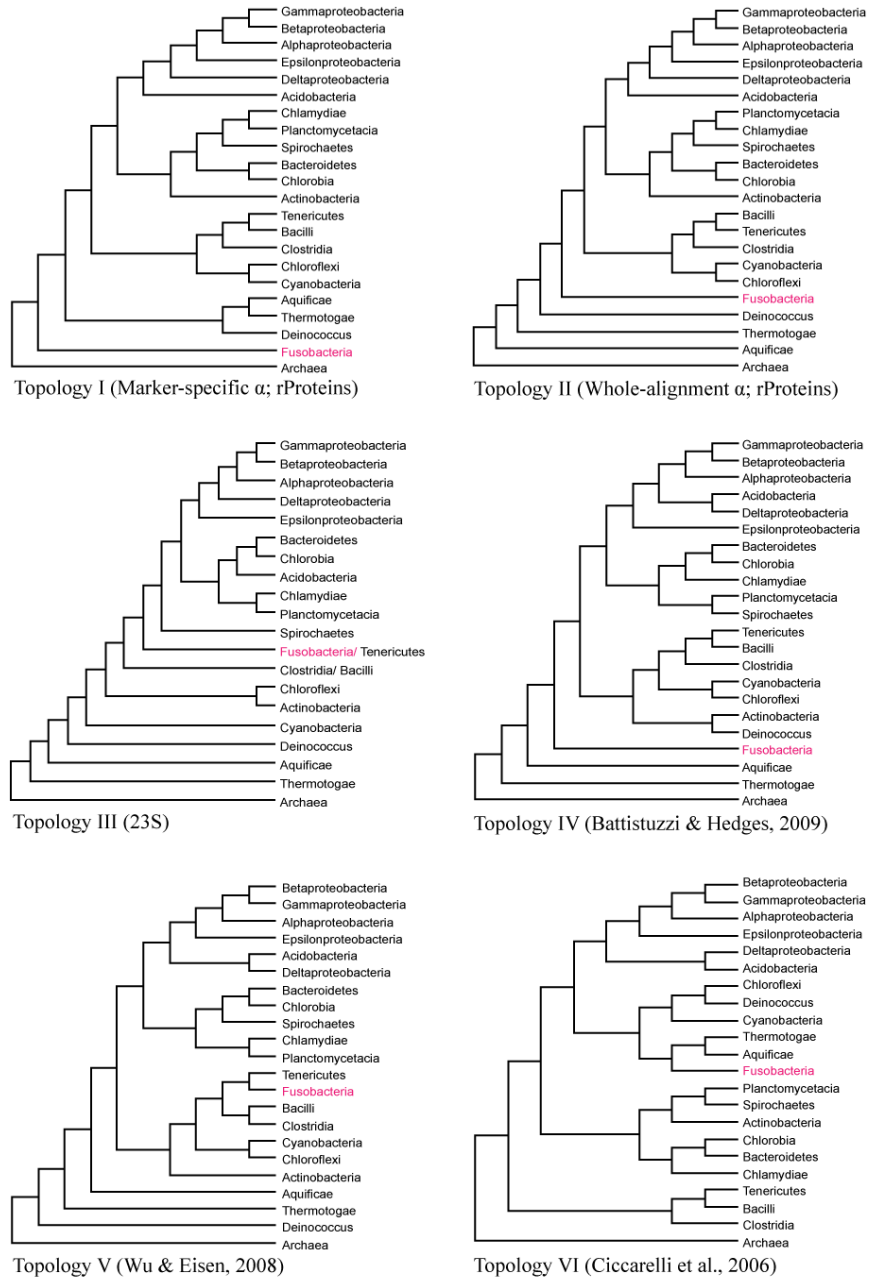 Gammaproteobacteria
Betaproteobacteria
Alphaproteobacteria
Epsilonproteobacteria
Deltaproteobacteria
Acidobacteria
Chlamydiae
Planctomycetacia
Spirochaetes
Bacteroidetes
Chlorobia
Actinobacteria
Tenericutes
Bacilli
Clostridia
Chloroflexi
Cyanobacteria
Aquificae
Thermotogae
Deinococcus
Fusobacteria
Archaea
Topology I (Marker-specific α; rProteins)
Gammaproteobacteria
Betaproteobacteria
Alphaproteobacteria
Epsilonproteobacteria
Deltaproteobacteria
Acidobacteria
Planctomycetacia
Chlamydiae
Spirochaetes
Bacteroidetes
Chlorobia
Actinobacteria
Bacilli
Tenericutes
Clostridia
Cyanobacteria
Chloroflexi
Fusobacteria
Deinococcus
Thermotogae
Aquificae
Archaea
Topology II (Whole-alignment α; rProteins)
Gammaproteobacteria
Betaproteobacteria
Alphaproteobacteria
Deltaproteobacteria
Epsilonproteobacteria
Bacteroidetes
Chlorobia
Acidobacteria
Chlamydiae
Planctomycetacia
Spirochaetes
Fusobacteria/ Tenericutes
Clostridia/ Bacilli
Chloroflexi
Actinobacteria
Cyanobacteria
Deinococcus
Aquificae
Thermotogae
Archaea
Topology III (23S)
Gammaproteobacteria
Betaproteobacteria
Alphaproteobacteria
Acidobacteria
Deltaproteobacteria
Epsilonproteobacteria
Bacteroidetes
Chlorobia
Chlamydiae
Planctomycetacia
Spirochaetes
Tenericutes
Bacilli
Clostridia
Cyanobacteria
Chloroflexi
Actinobacteria
Deinococcus
Fusobacteria
Aquificae
Thermotogae
Archaea
Topology IV (Battistuzzi & Hedges, 2009)
Betaproteobacteria
Gammaproteobacteria
Alphaproteobacteria
Epsilonproteobacteria
Acidobacteria
Deltaproteobacteria
Bacteroidetes
Chlorobia
Spirochaetes
Chlamydiae
Planctomycetacia
Tenericutes
Fusobacteria
Bacilli
Clostridia
Cyanobacteria
Chloroflexi
Actinobacteria
Aquificae
Thermotogae
Deinococcus
Archaea
Topology V (Wu & Eisen, 2008)
Betaproteobacteria
Gammaproteobacteria
Alphaproteobacteria
Epsilonproteobacteria
Deltaproteobacteria
Acidobacteria
Chloroflexi
Deinococcus
Cyanobacteria
Thermotogae
Aquificae
Fusobacteria
Planctomycetacia
Spirochaetes
Actinobacteria
Chlorobia
Bacteroidetes
Chlamydiae
Tenericutes
Bacilli
Clostridia
Archaea
Topology VI (Ciccarelli et al., 2006)